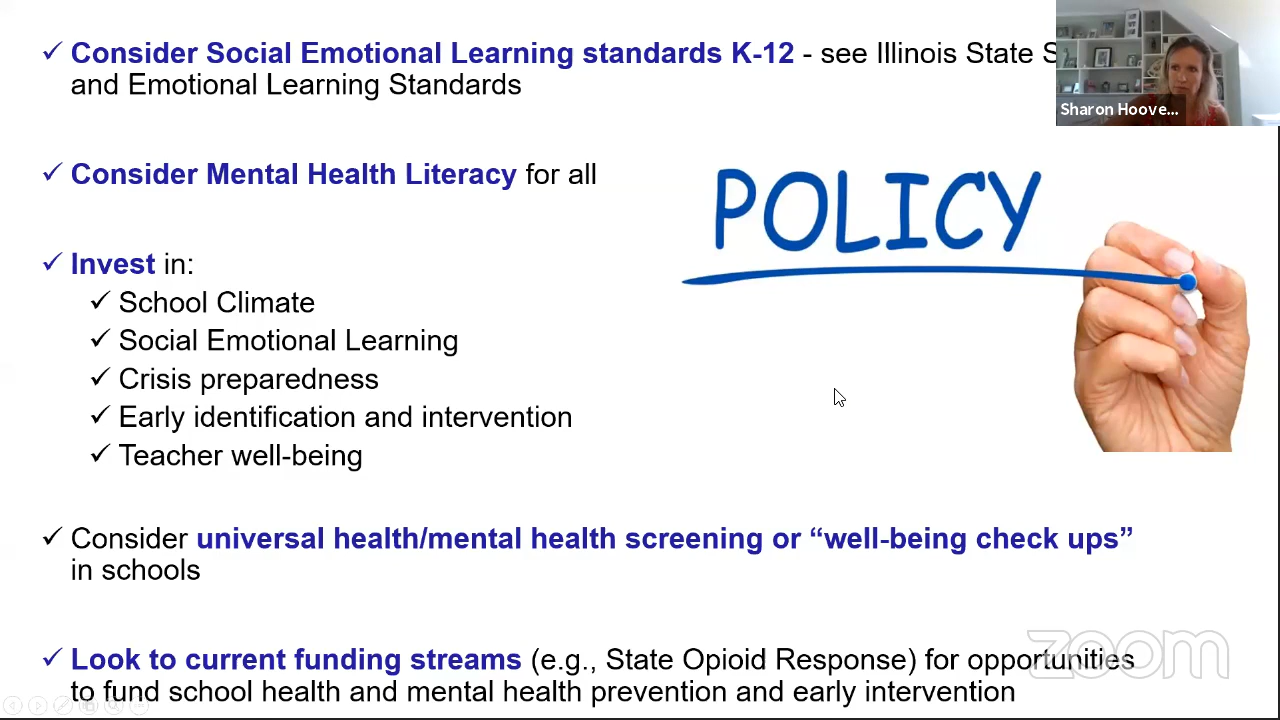 ✓ Consider Social Emotional Learning standards K-12 - see Illinois State
and Emotional Learning Standards
Sharon Hoove...
✓ Consider Mental Health Literacy for all
POLICY
✓ Invest in:
✓ School Climate
✓ Social Emotional Learning
✓ Crisis preparedness
✓ Early identification and intervention
✓ Teacher well-being
✓ Consider universal health/mental health screening or “well-being check ups”
in schools
✓ Look to current funding streams (e.g., State Opioid Response) for opportunities
to fund school health and mental health prevention and early intervention
zoom